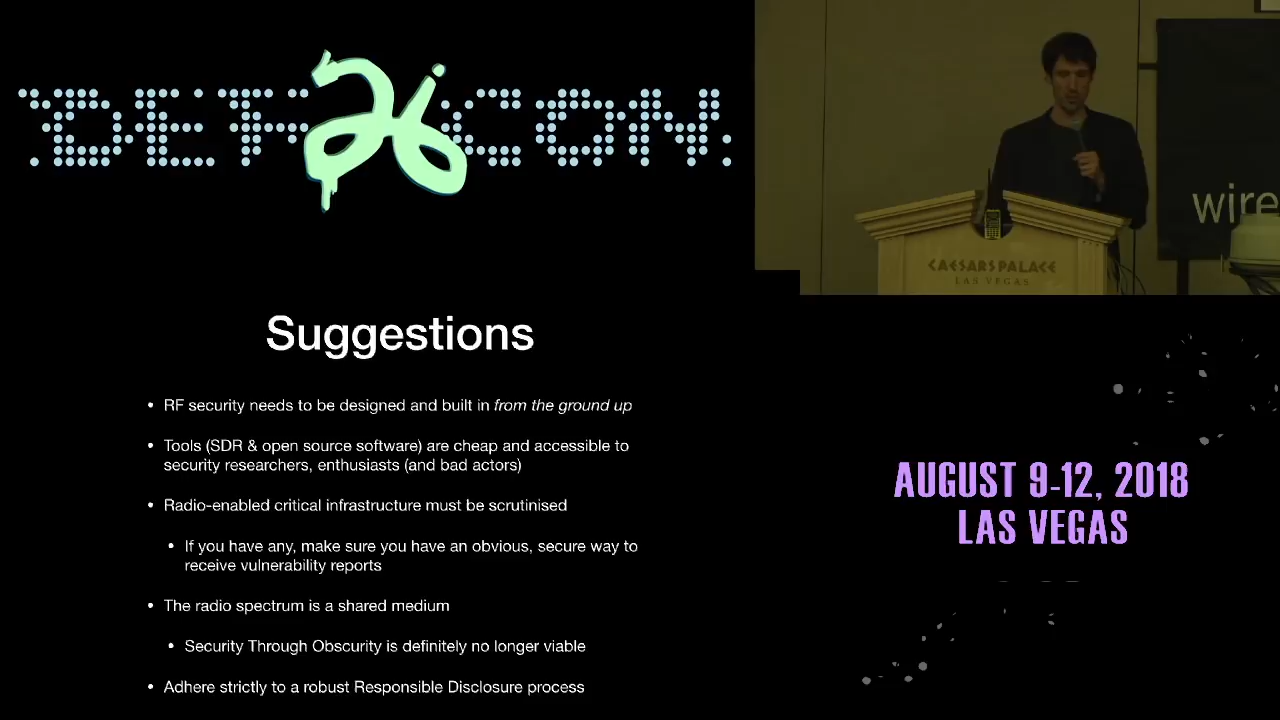 DEF 26 CON
wire
CAESARS PALACE
LAS VEGAS
Suggestions
• RF security needs to be designed and built in from the ground up
• Tools (SDR & open source software) are cheap and accessible to
security researchers, enthusiasts (and bad actors)
• Radio-enabled critical infrastructure must be scrutinised
• If you have any, make sure you have an obvious, secure way to
receive vulnerability reports
• The radio spectrum is a shared medium
• Security Through Obscurity is definitely no longer viable
• Adhere strictly to a robust Responsible Disclosure process
AUGUST 9-12, 2018
LAS VEGAS